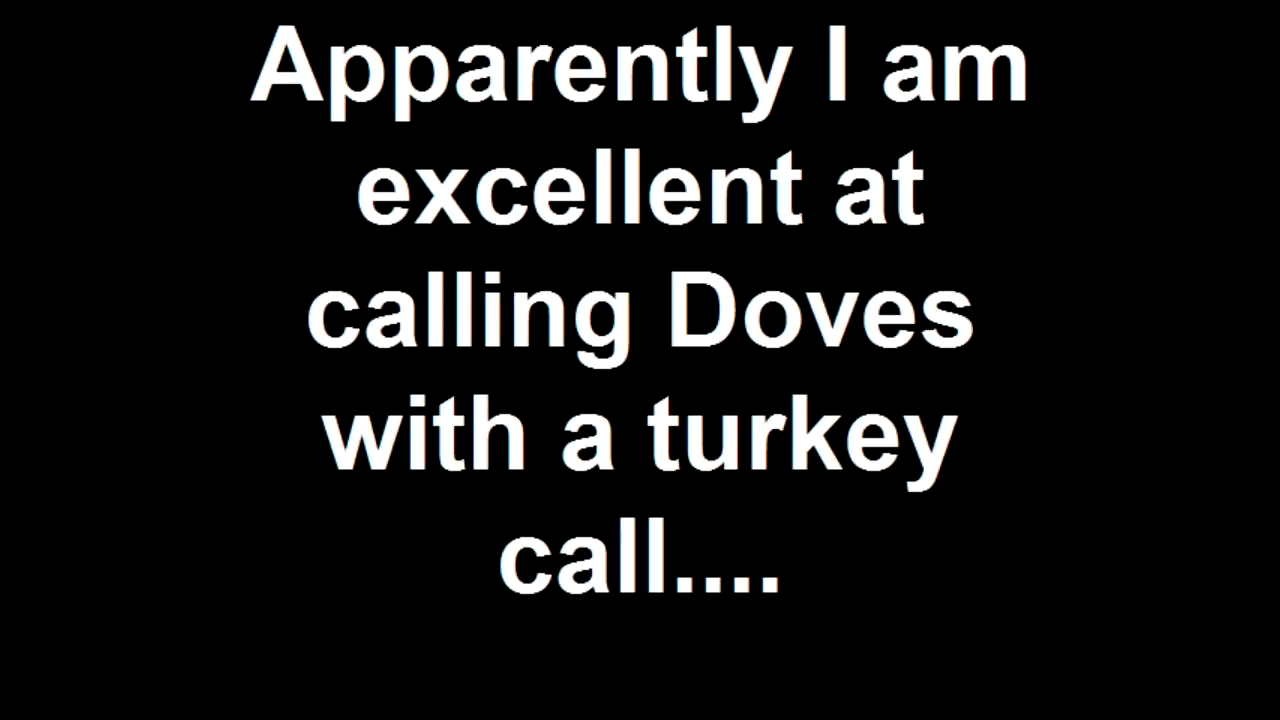 Apparently I am
excellent at
calling Doves
with a turkey
call....